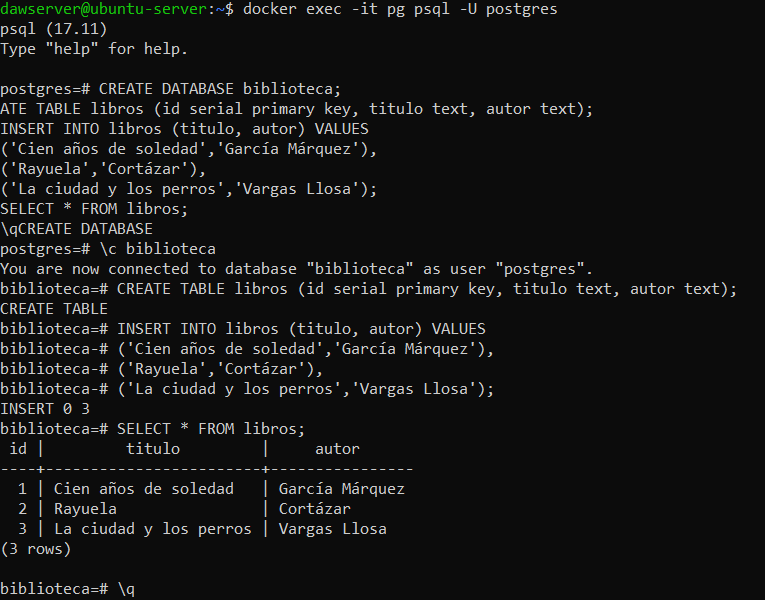 dawserver@ubuntu-server:~$ docker exec -it pg psql -U postgres
psql (17.11)
Type "help" for help.

postgres=# CREATE DATABASE biblioteca;
ATE TABLE libros (id serial primary key, titulo text, autor text);
INSERT INTO libros (titulo, autor) VALUES
('Cien años de soledad','García Márquez'),
('Rayuela','Cortázar'),
('La ciudad y los perros','Vargas Llosa');
SELECT * FROM libros;
\qCREATE DATABASE
postgres=# \c biblioteca
You are now connected to database "biblioteca" as user "postgres".
biblioteca=# CREATE TABLE libros (id serial primary key, titulo text, autor text);
CREATE TABLE
biblioteca=# INSERT INTO libros (titulo, autor) VALUES
biblioteca-# ('Cien años de soledad','García Márquez'),
biblioteca-# ('Rayuela','Cortázar'),
biblioteca-# ('La ciudad y los perros','Vargas Llosa');
INSERT 0 3
biblioteca=# SELECT * FROM libros;
 id |         titulo         |     autor
----+------------------------+----------------
  1 | Cien años de soledad   | García Márquez
  2 | Rayuela                | Cortázar
  3 | La ciudad y los perros | Vargas Llosa
(3 rows)

biblioteca=# \q